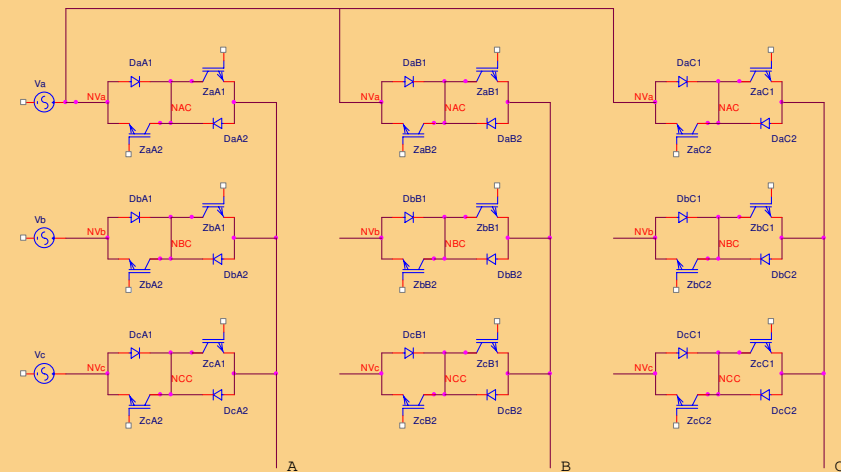 DaA1
DaB1
DaC1
Va
ZaA1
ZaB1
ZaC1
NVa
NAC
NVa
NAC
NVa
NAC
DaA2
DaB2
DaC2
ZaA2
ZaB2
ZaC2
DbA1
DbB1
DbC1
Vb
ZbA1
ZbB1
ZbC1
NVb
NBC
NVb
NBC
NVb
NBC
DbA2
DbB2
DbC2
ZbA2
ZbB2
ZbC2
DcA1
DcB1
DcC1
Vc
ZcA1
ZcB1
ZcC1
NVc
NCC
NVc
NCC
NVc
NCC
DcA2
DcB2
DcC2
ZcA2
ZcB2
ZcC2
A
B
C